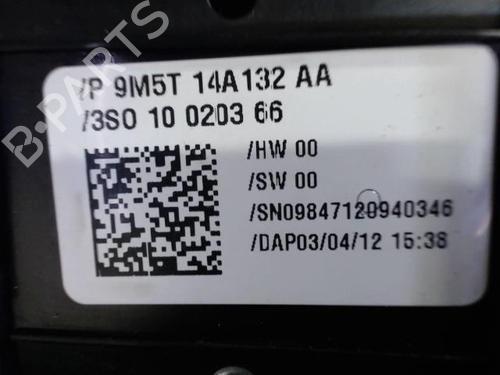 /P 9M5T 14A132 AA
/3S0 10 0203 66
/HW 00
/SW 00
/SN09847120940346
/DAP03/04/12 15:38
B-PARTS